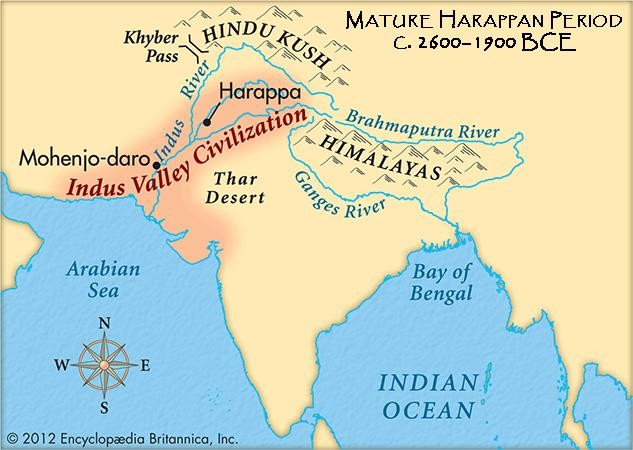 MATURE HARAPPAN PERIOD
C. 2600–1900 BCE
Khyber
Pass
HINDU KUSH
Indus River
Harappa
Brahmaputra River
HIMALAYAS
Mohenjo-daro
Indus Valley Civilization
Thar
Desert
Ganges River
Arabian
Sea
Bay of
Bengal
N
W
E
S
INDIAN
OCEAN
© 2012 Encyclopædia Britannica, Inc.